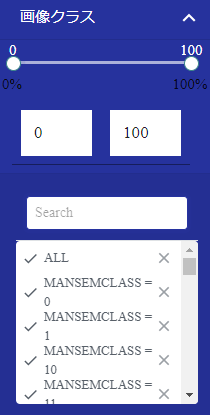 画像クラス
0 100
0% 100%
0 100
Search
ALL
MANSEMCLASS =
0
MANSEMCLASS =
1
MANSEMCLASS =
10
MANSEMCLASS =
11